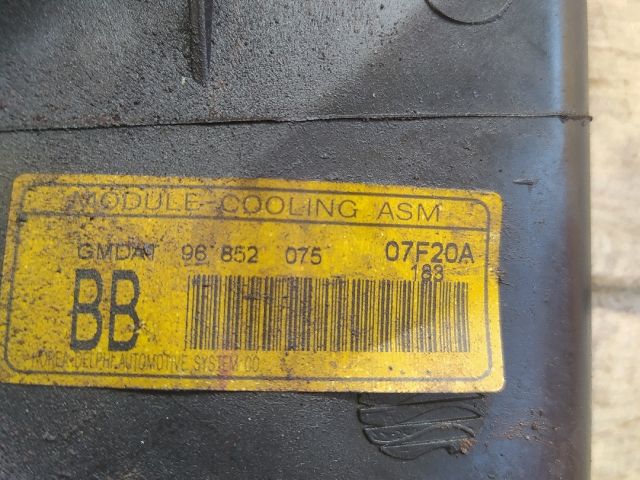 MODULE-COOLING ASM
GMDAT 96 852 075 07F20A
183
BB
KOREA DELPHI AUTOMOTIVE SYSTEM CO